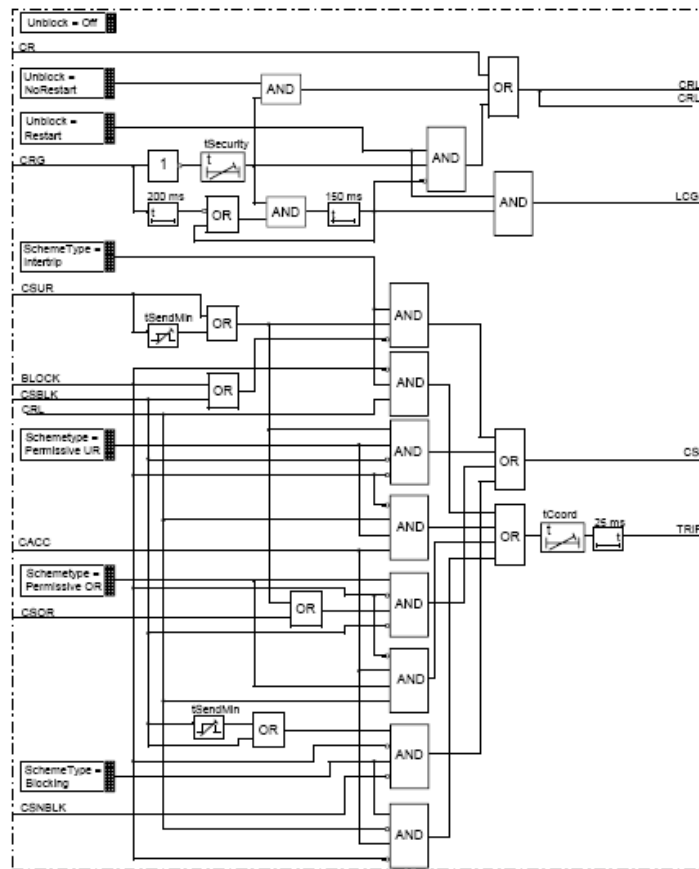 Unblock = Off
CR
Unblock =
NoRestart
AND
OR
CRL
CRL
Unblock =
Restart
tSecurity
t
AND
CRG
1
200 ms
t
OR
AND
150 ms
t
AND
LCG
SchemeType =
Intertrip
CSUR
tSendMin
OR
AND
BLOCK
CSBLK
CRL
OR
AND
Schemetype =
Permissive UR
AND
OR
CS
CACC
AND
OR
tCoord
t
25 ms
t
TRIP
Schemetype =
Permissive OR
CSOR
OR
AND
AND
tSendMin
OR
AND
SchemeType =
Blocking
CSNBLK
AND